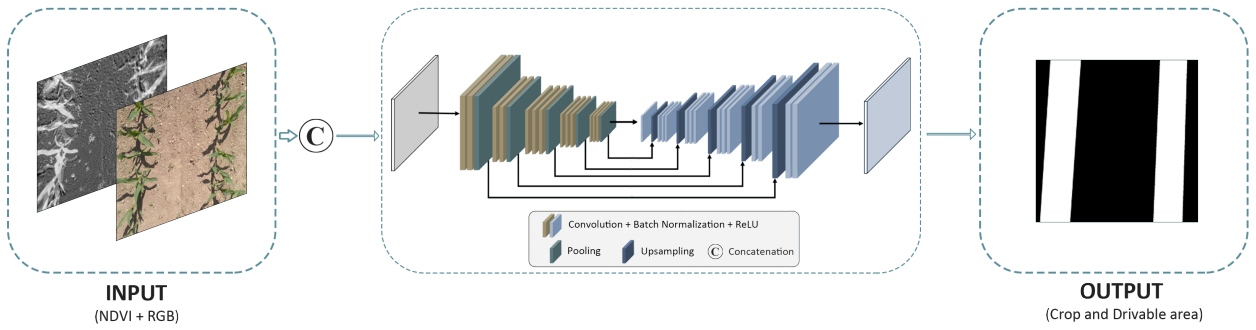 C
Convolution + Batch Normalization + ReLU
Pooling
Upsampling
C Concatenation
INPUT
(NDVI + RGB)
OUTPUT
(Crop and Drivable area)